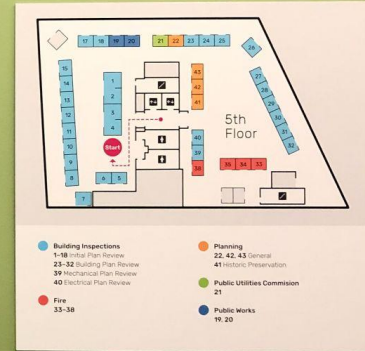 17 18 19 20
21 22 23 24 25
26
15
14
13
12
11
10
9
8
7
1
2
3
4
Start
6 5
43
42
41
40
39
38
35 34 33
27
28
29
30
31
32
5th
Floor
Building Inspections
1–18 Initial Plan Review
23–32 Building Plan Review
39 Mechanical Plan Review
40 Electrical Plan Review
Fire
33–38
Planning
22, 42, 43 General
41 Historic Preservation
Public Utilities Commision
21
Public Works
19, 20